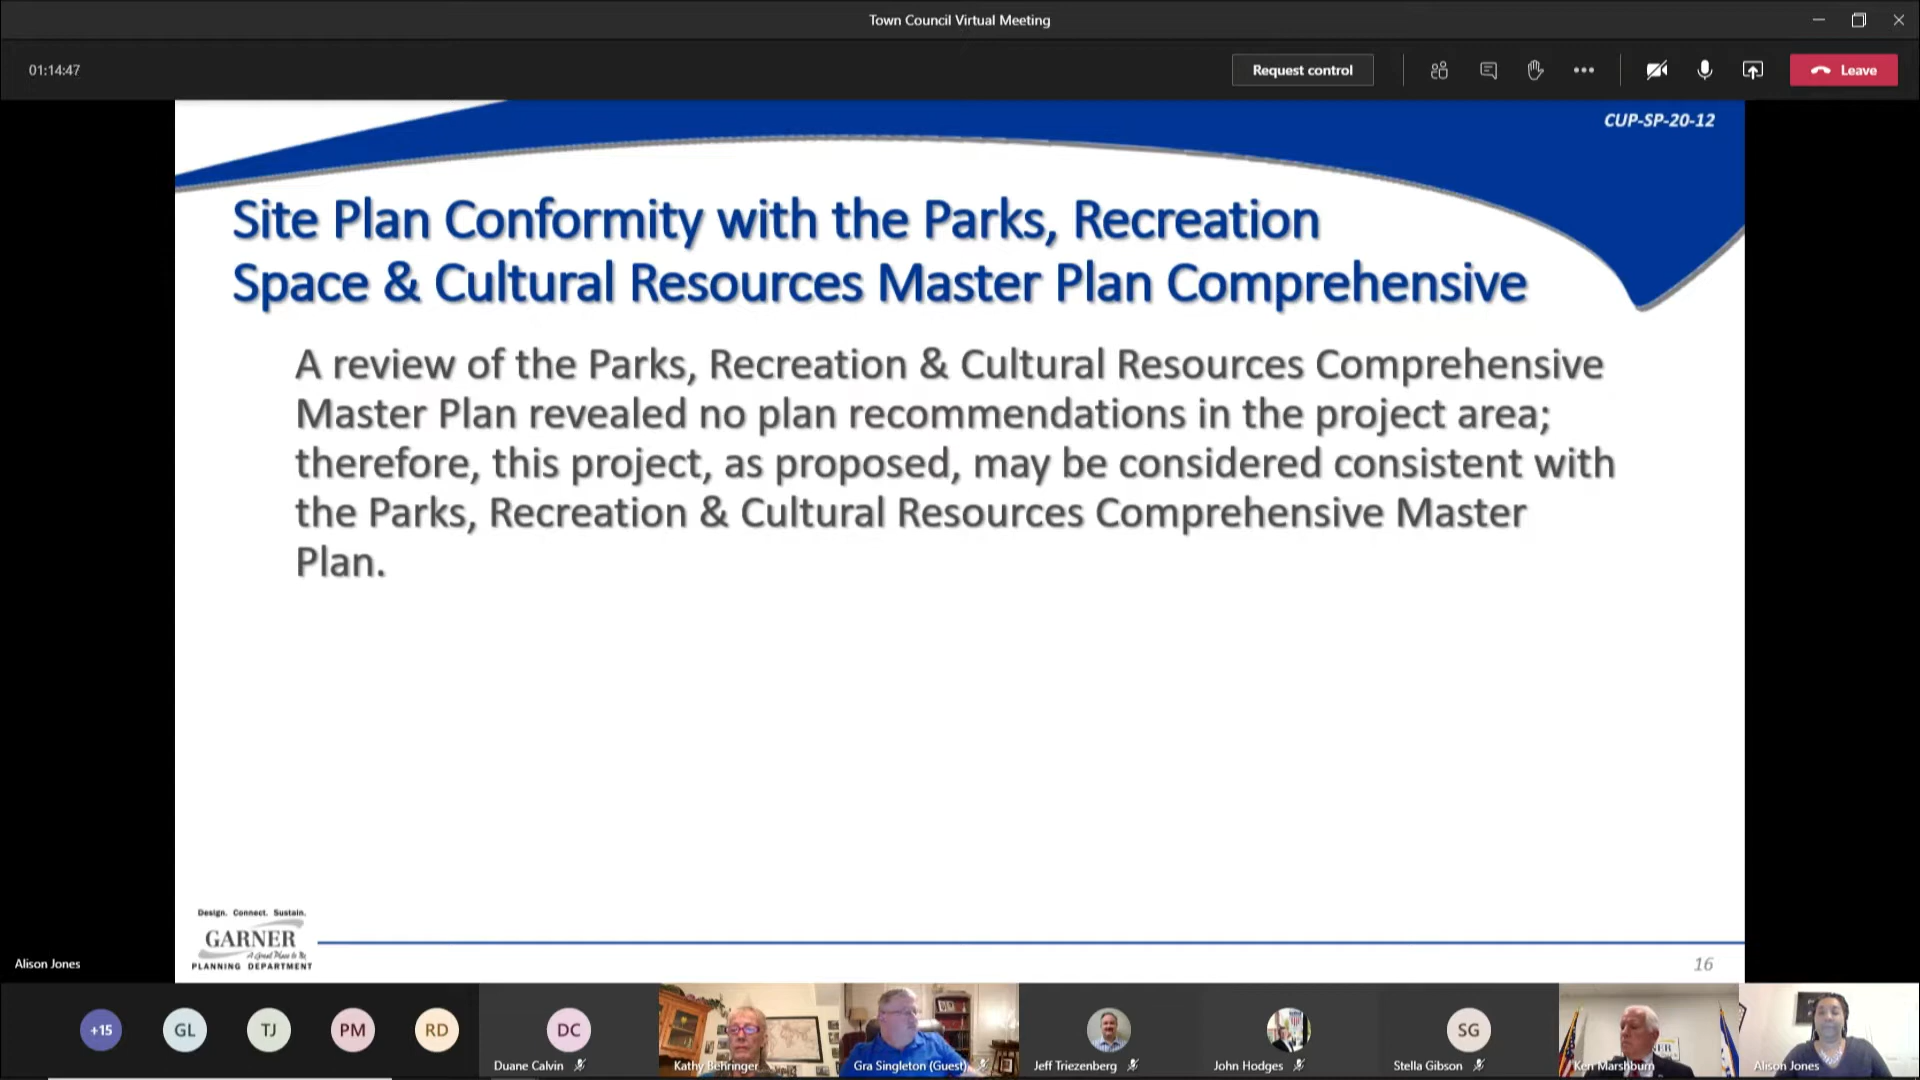 Town Council Virtual Meeting
01:14:47
Request control
Leave
CUP-SP-20-12
Site Plan Conformity with the Parks, Recreation
Space & Cultural Resources Master Plan Comprehensive
A review of the Parks, Recreation & Cultural Resources Comprehensive
Master Plan revealed no plan recommendations in the project area;
therefore, this project, as proposed, may be considered consistent with
the Parks, Recreation & Cultural Resources Comprehensive Master
Plan.
Design. Connect. Sustain.
GARNER
A Great Place to Be
PLANNING DEPARTMENT
16
Alison Jones
+15
GL
TJ
PM
RD
DC
SG
Duane Calvin
Kathy Behringer
Gra Singleton (Guest)
Jeff Triezenberg
John Hodges
Stella Gibson
Ken Marshburn
Alison Jones